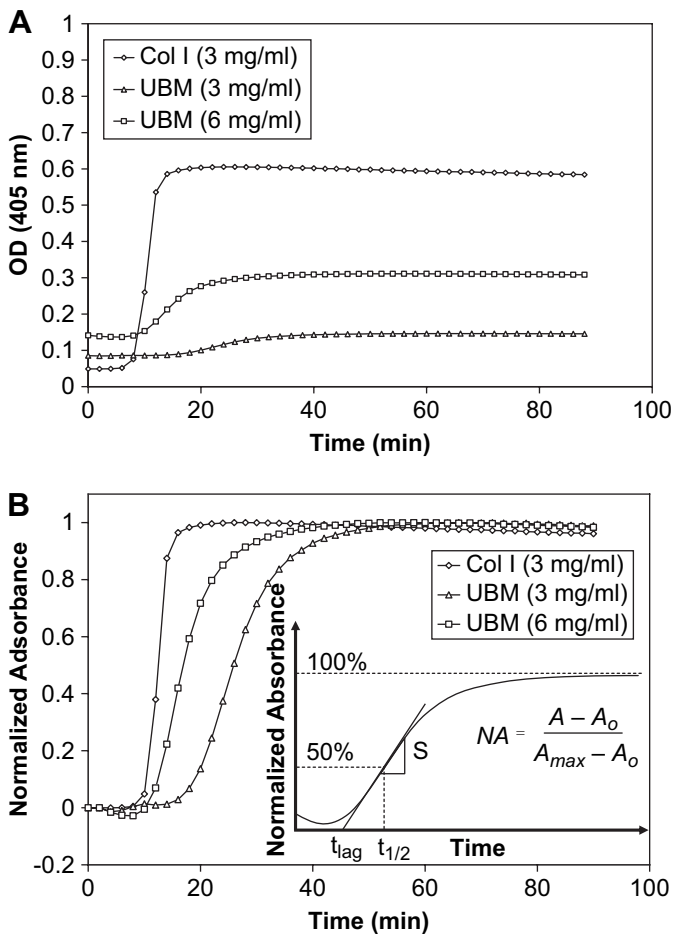 A
OD (405 nm)
1
0.9
0.8
0.7
0.6
0.5
0.4
0.3
0.2
0.1
0
Col I (3 mg/ml)
UBM (3 mg/ml)
UBM (6 mg/ml)
0 20 40 60 80 100
Time (min)
B
Normalized Adsorbance
1
0.8
0.6
0.4
0.2
0
-0.2
Col I (3 mg/ml)
UBM (3 mg/ml)
UBM (6 mg/ml)
Normalized Absorbance
100%
50%
S
NA = (A – Ao) / (Amax – Ao)
tlag t1/2 Time
0 20 40 60 80 100
Time (min)